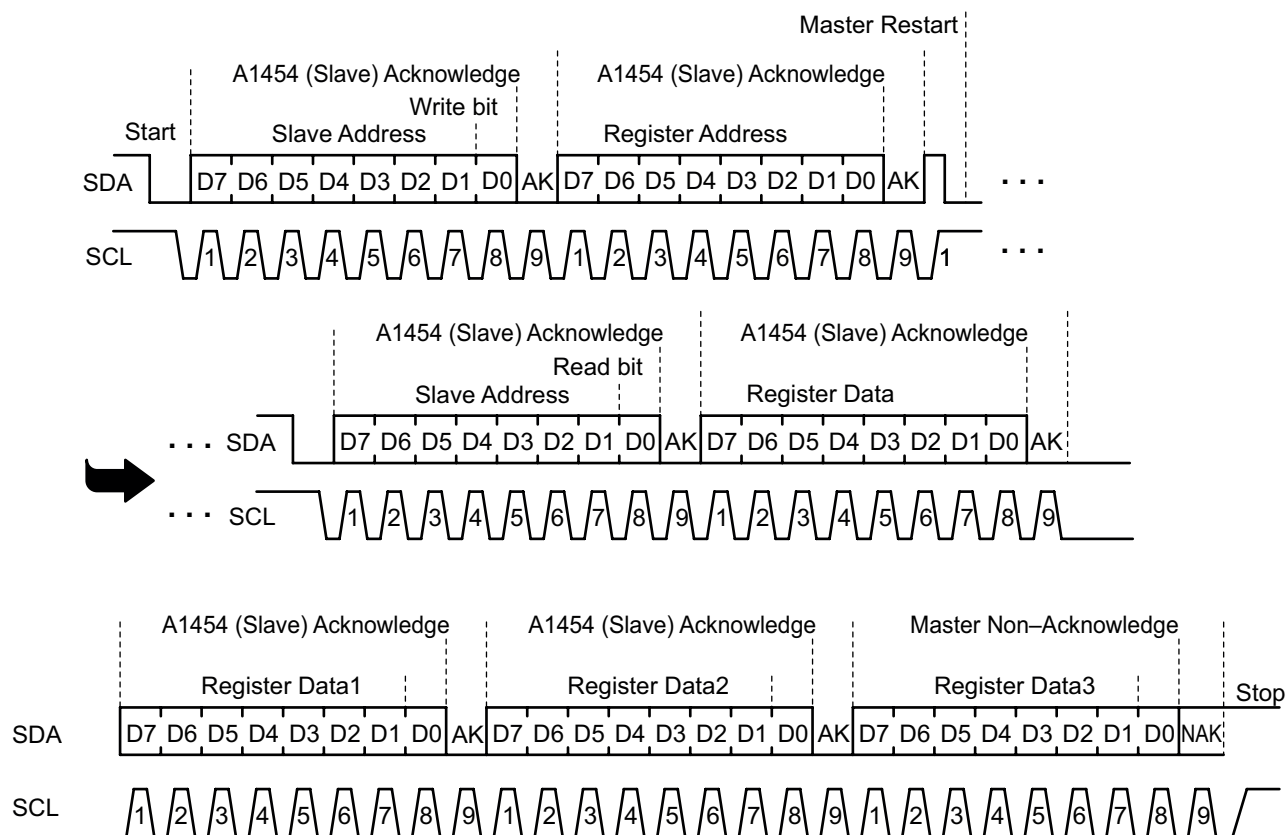 Master Restart
A1454 (Slave) Acknowledge A1454 (Slave) Acknowledge
Write bit
Start Slave Address Register Address
SDA D7 D6 D5 D4 D3 D2 D1 D0 AK D7 D6 D5 D4 D3 D2 D1 D0 AK . . .
SCL 1 2 3 4 5 6 7 8 9 1 2 3 4 5 6 7 8 9 1 . . .
A1454 (Slave) Acknowledge A1454 (Slave) Acknowledge
Read bit
Slave Address Register Data
. . . SDA D7 D6 D5 D4 D3 D2 D1 D0 AK D7 D6 D5 D4 D3 D2 D1 D0 AK
. . . SCL 1 2 3 4 5 6 7 8 9 1 2 3 4 5 6 7 8 9
A1454 (Slave) Acknowledge A1454 (Slave) Acknowledge Master Non–Acknowledge
Register Data1 Register Data2 Register Data3 Stop
SDA D7 D6 D5 D4 D3 D2 D1 D0 AK D7 D6 D5 D4 D3 D2 D1 D0 AK D7 D6 D5 D4 D3 D2 D1 D0 NAK
SCL 1 2 3 4 5 6 7 8 9 1 2 3 4 5 6 7 8 9 1 2 3 4 5 6 7 8 9